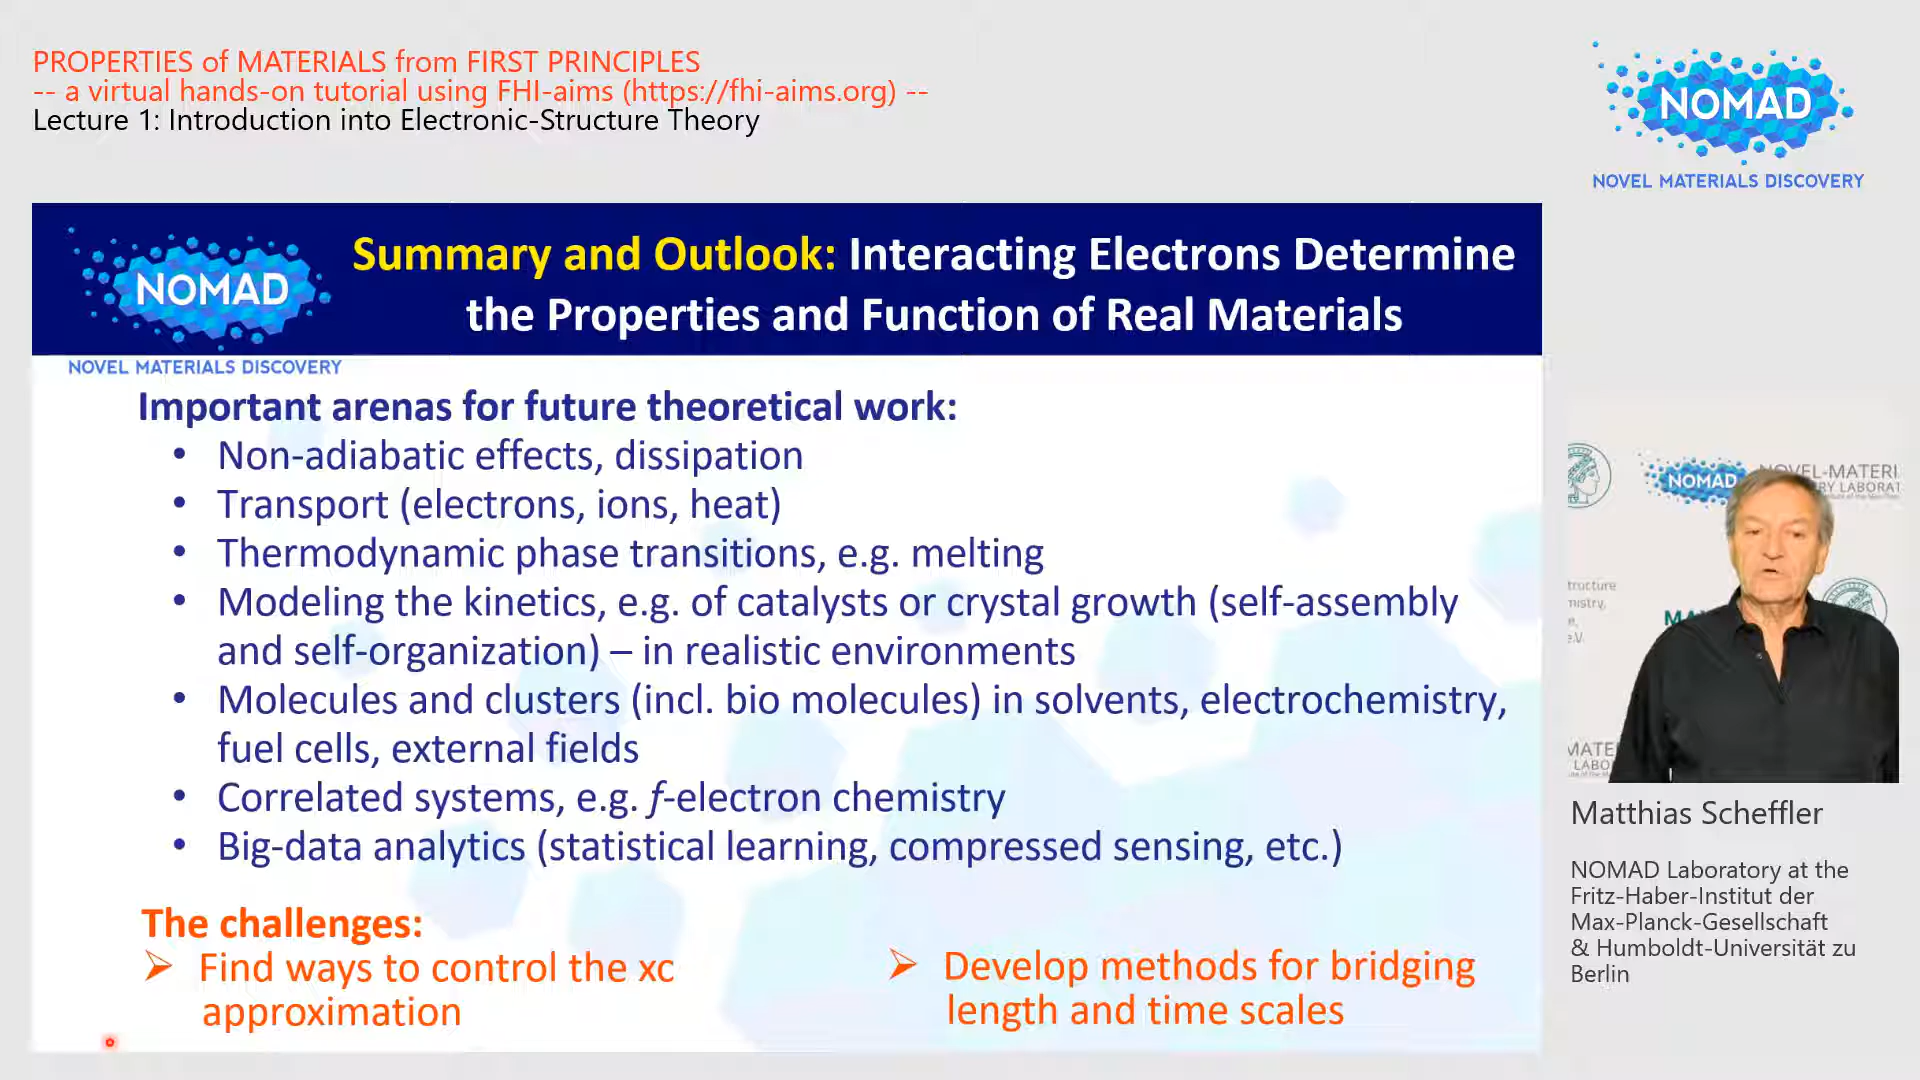 PROPERTIES of MATERIALS from FIRST PRINCIPLES
-- a virtual hands-on tutorial using FHI-aims (https://fhi-aims.org) --
Lecture 1: Introduction into Electronic-Structure Theory
NOMAD
NOVEL MATERIALS DISCOVERY
NOMAD
NOVEL MATERIALS DISCOVERY
Summary and Outlook: Interacting Electrons Determine
the Properties and Function of Real Materials
Important arenas for future theoretical work:
• Non-adiabatic effects, dissipation
• Transport (electrons, ions, heat)
• Thermodynamic phase transitions, e.g. melting
• Modeling the kinetics, e.g. of catalysts or crystal growth (self-assembly
and self-organization) – in realistic environments
• Molecules and clusters (incl. bio molecules) in solvents, electrochemistry,
fuel cells, external fields
• Correlated systems, e.g. f-electron chemistry
• Big-data analytics (statistical learning, compressed sensing, etc.)
The challenges:
➢ Find ways to control the xc
approximation
➢ Develop methods for bridging
length and time scales
NOMAD
Matthias Scheffler
NOMAD Laboratory at the
Fritz-Haber-Institut der
Max-Planck-Gesellschaft
& Humboldt-Universität zu
Berlin